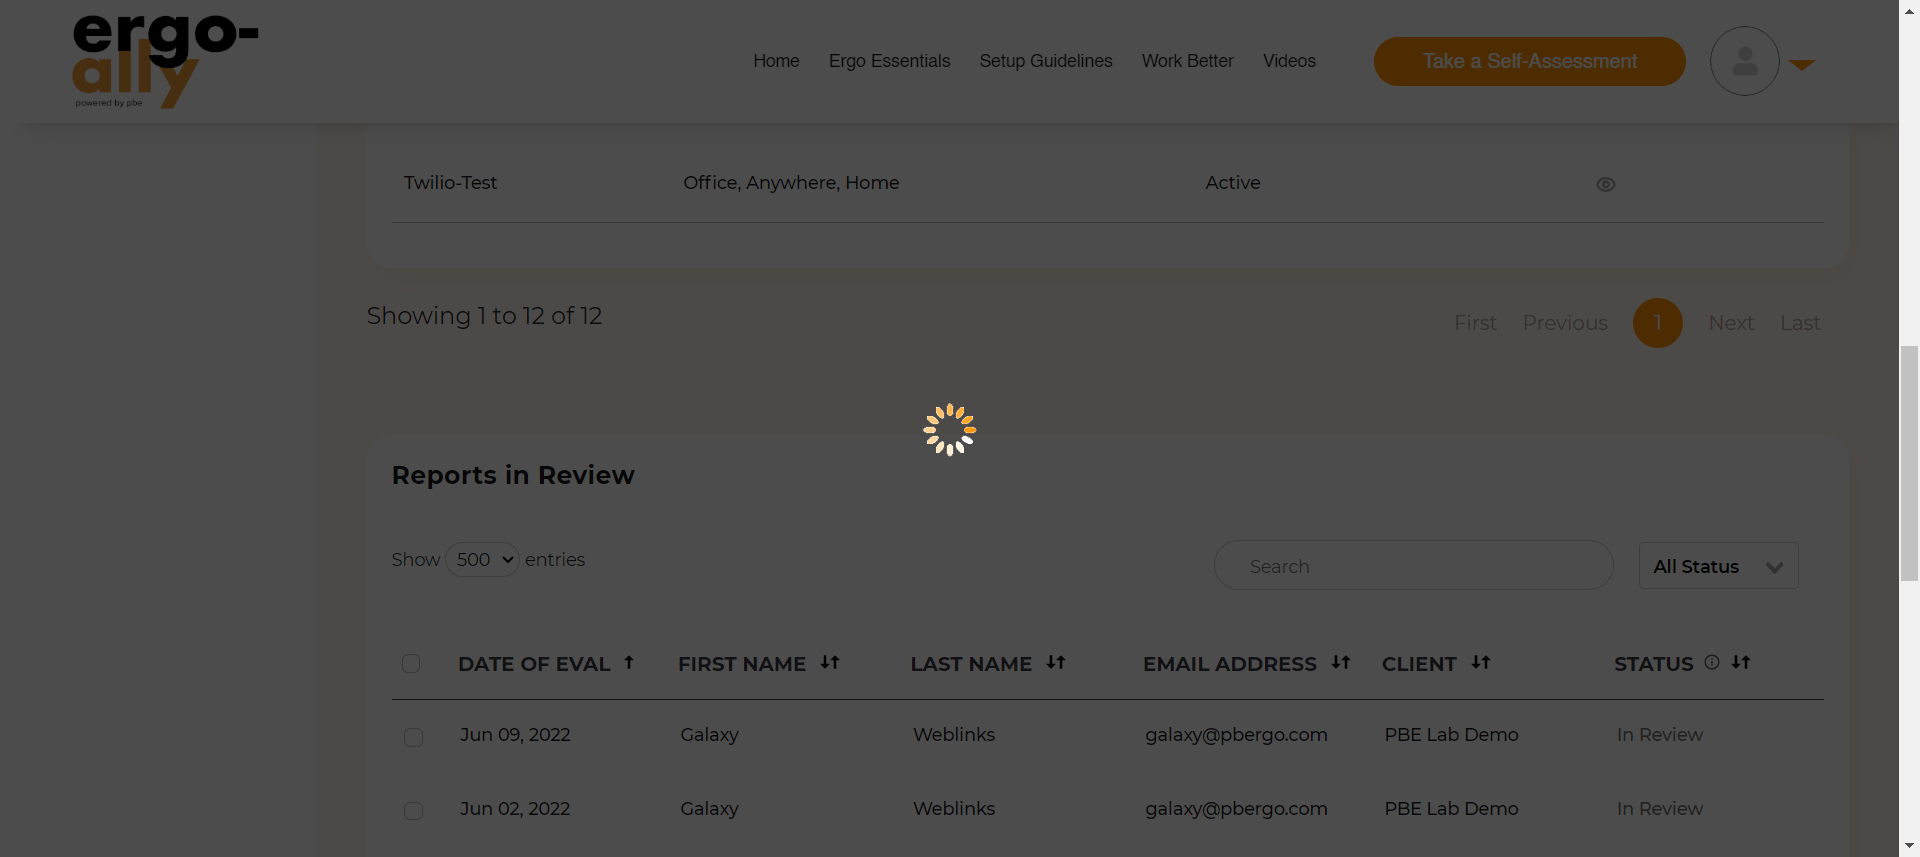 ergo-
ally
powered by pbe
Home Ergo Essentials Setup Guidelines Work Better Videos Take a Self-Assessment
Twilio-Test Office, Anywhere, Home Active
Showing 1 to 12 of 12 First Previous 1 Next Last
Reports in Review
Show 500 entries Search All Status
DATE OF EVAL FIRST NAME LAST NAME EMAIL ADDRESS CLIENT STATUS
Jun 09, 2022 Galaxy Weblinks galaxy@pbergo.com PBE Lab Demo In Review
Jun 02, 2022 Galaxy Weblinks galaxy@pbergo.com PBE Lab Demo In Review